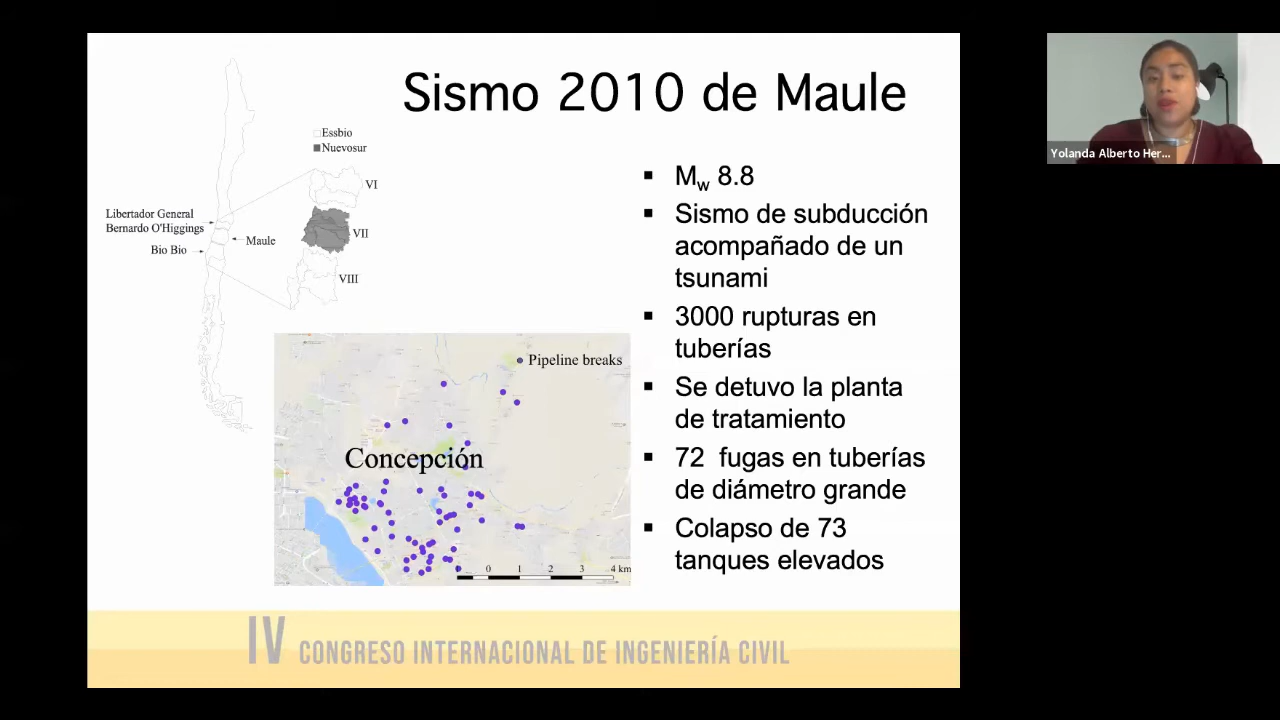 Sismo 2010 de Maule
Essbio
Nuevosur
VI
VII
VIII
Libertador General
Bernardo O'Higgings
Maule
Bio Bio
Pipeline breaks
Concepción
0 1 2 3 4 km
Mw 8.8
Sismo de subducción
acompañado de un
tsunami
3000 rupturas en
tuberías
Se detuvo la planta
de tratamiento
72 fugas en tuberías
de diámetro grande
Colapso de 73
tanques elevados
IV CONGRESO INTERNACIONAL DE INGENIERÍA CIVIL
Yolanda Alberto Her...